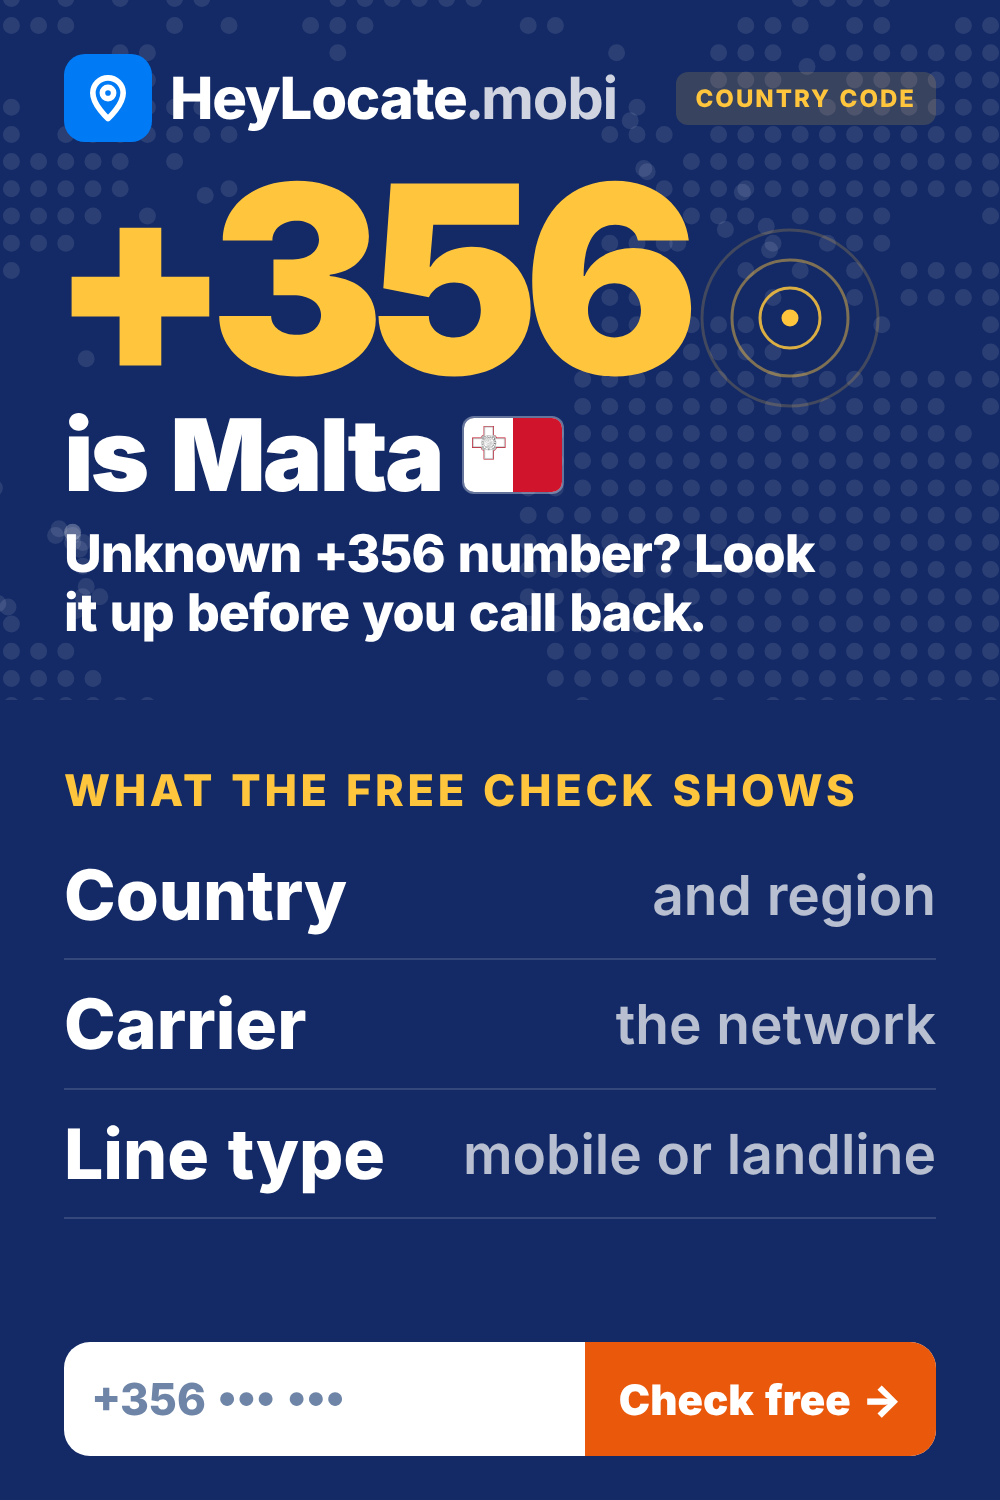 HeyLocate.mobi
COUNTRY CODE
+356
is Malta
Unknown +356 number? Look
it up before you call back.
WHAT THE FREE CHECK SHOWS
Country and region
Carrier the network
Line type mobile or landline
+356 ••• •••
Check free →